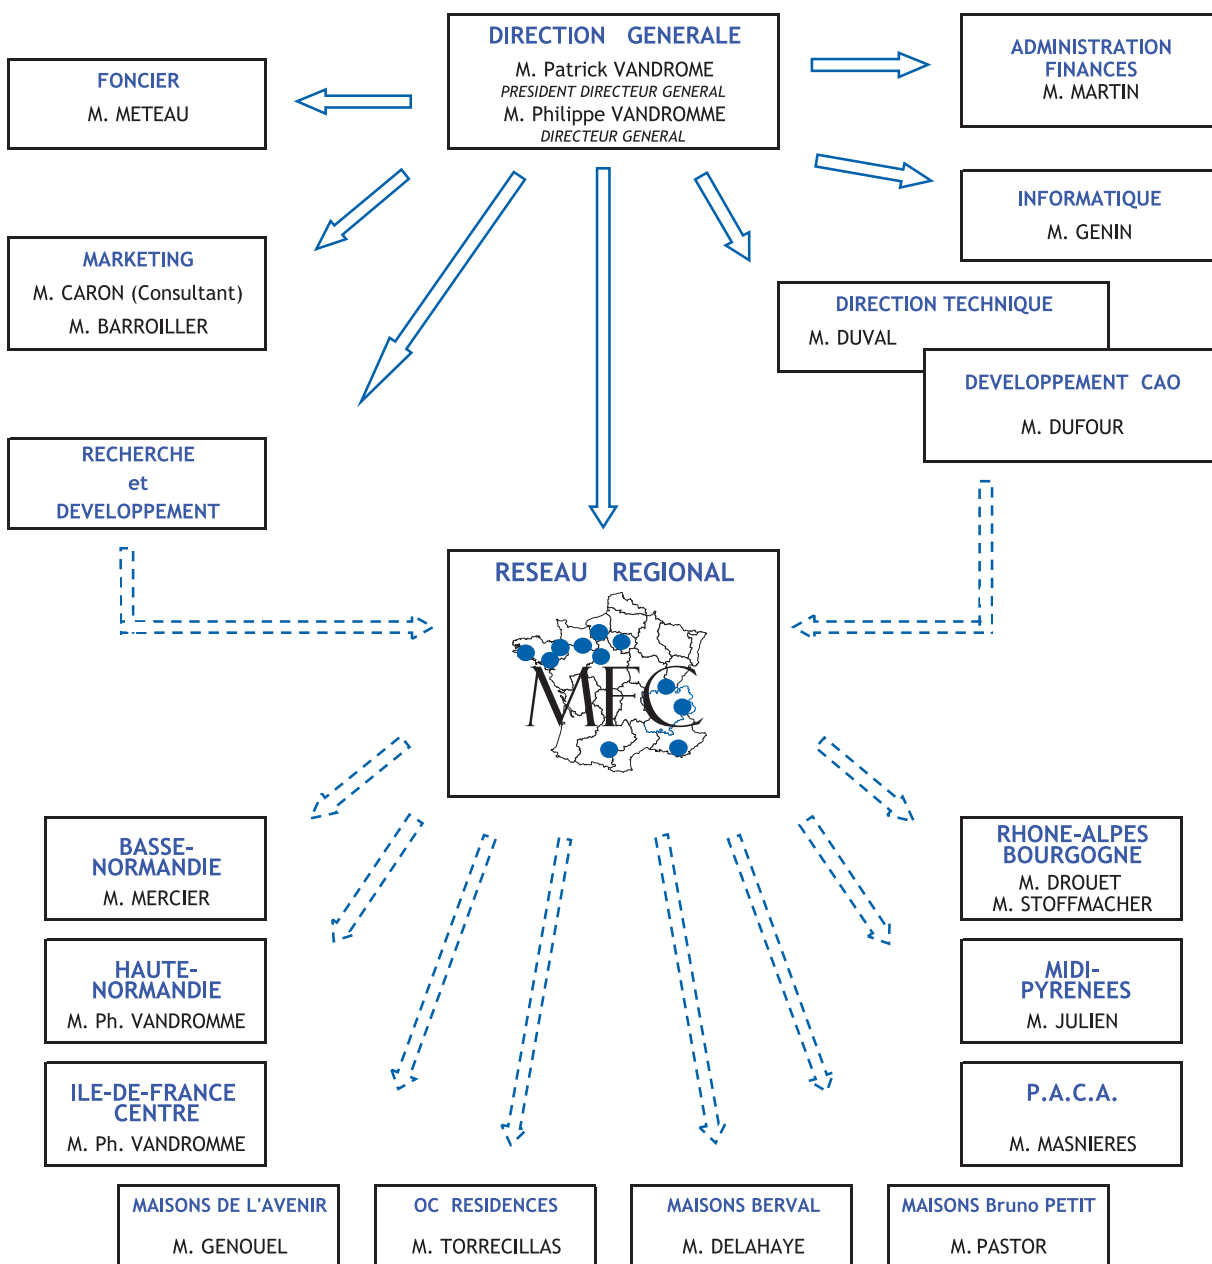 DIRECTION GENERALE
M. Patrick VANDROME
PRESIDENT DIRECTEUR GENERAL
M. Philippe VANDROMME
DIRECTEUR GENERAL
ADMINISTRATION
FINANCES
M. MARTIN
FONCIER
M. METEAU
INFORMATIQUE
M. GENIN
MARKETING
M. CARON (Consultant)
M. BARROILLER
DIRECTION TECHNIQUE
M. DUVAL
DEVELOPPEMENT CAO
M. DUFOUR
RECHERCHE
et
DEVELOPPEMENT
RESEAU REGIONAL
MFC
BASSE-
NORMANDIE
M. MERCIER
RHONE-ALPES
BOURGOGNE
M. DROUET
M. STOFFMACHER
HAUTE-
NORMANDIE
M. Ph. VANDROMME
MIDI-
PYRENEES
M. JULIEN
ILE-DE-FRANCE
CENTRE
M. Ph. VANDROMME
P.A.C.A.
M. MASNIERES
MAISONS DE L'AVENIR
M. GENOUEL
OC RESIDENCES
M. TORRECILLAS
MAISONS BERVAL
M. DELAHAYE
MAISONS Bruno PETIT
M. PASTOR